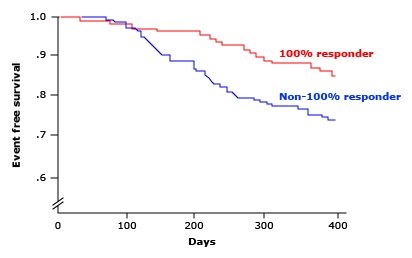 1.0
.9
.8
.7
.6
Event free survival
100% responder
Non-100% responder
0 100 200 300 400
Days